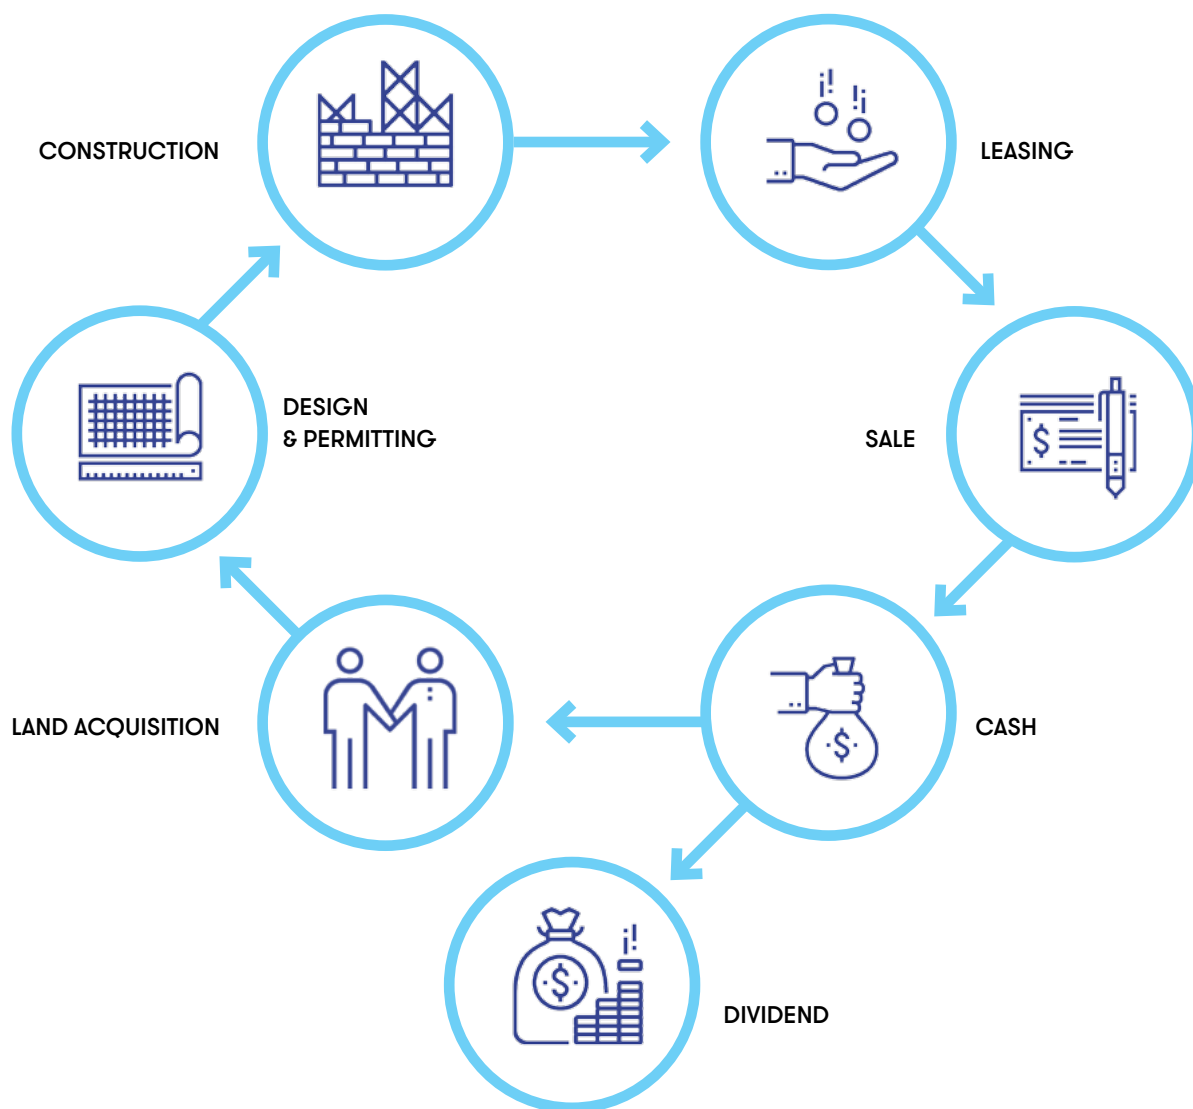 CONSTRUCTION
LEASING
DESIGN
& PERMITTING
SALE
$
LAND ACQUISITION
CASH
$
$
DIVIDEND